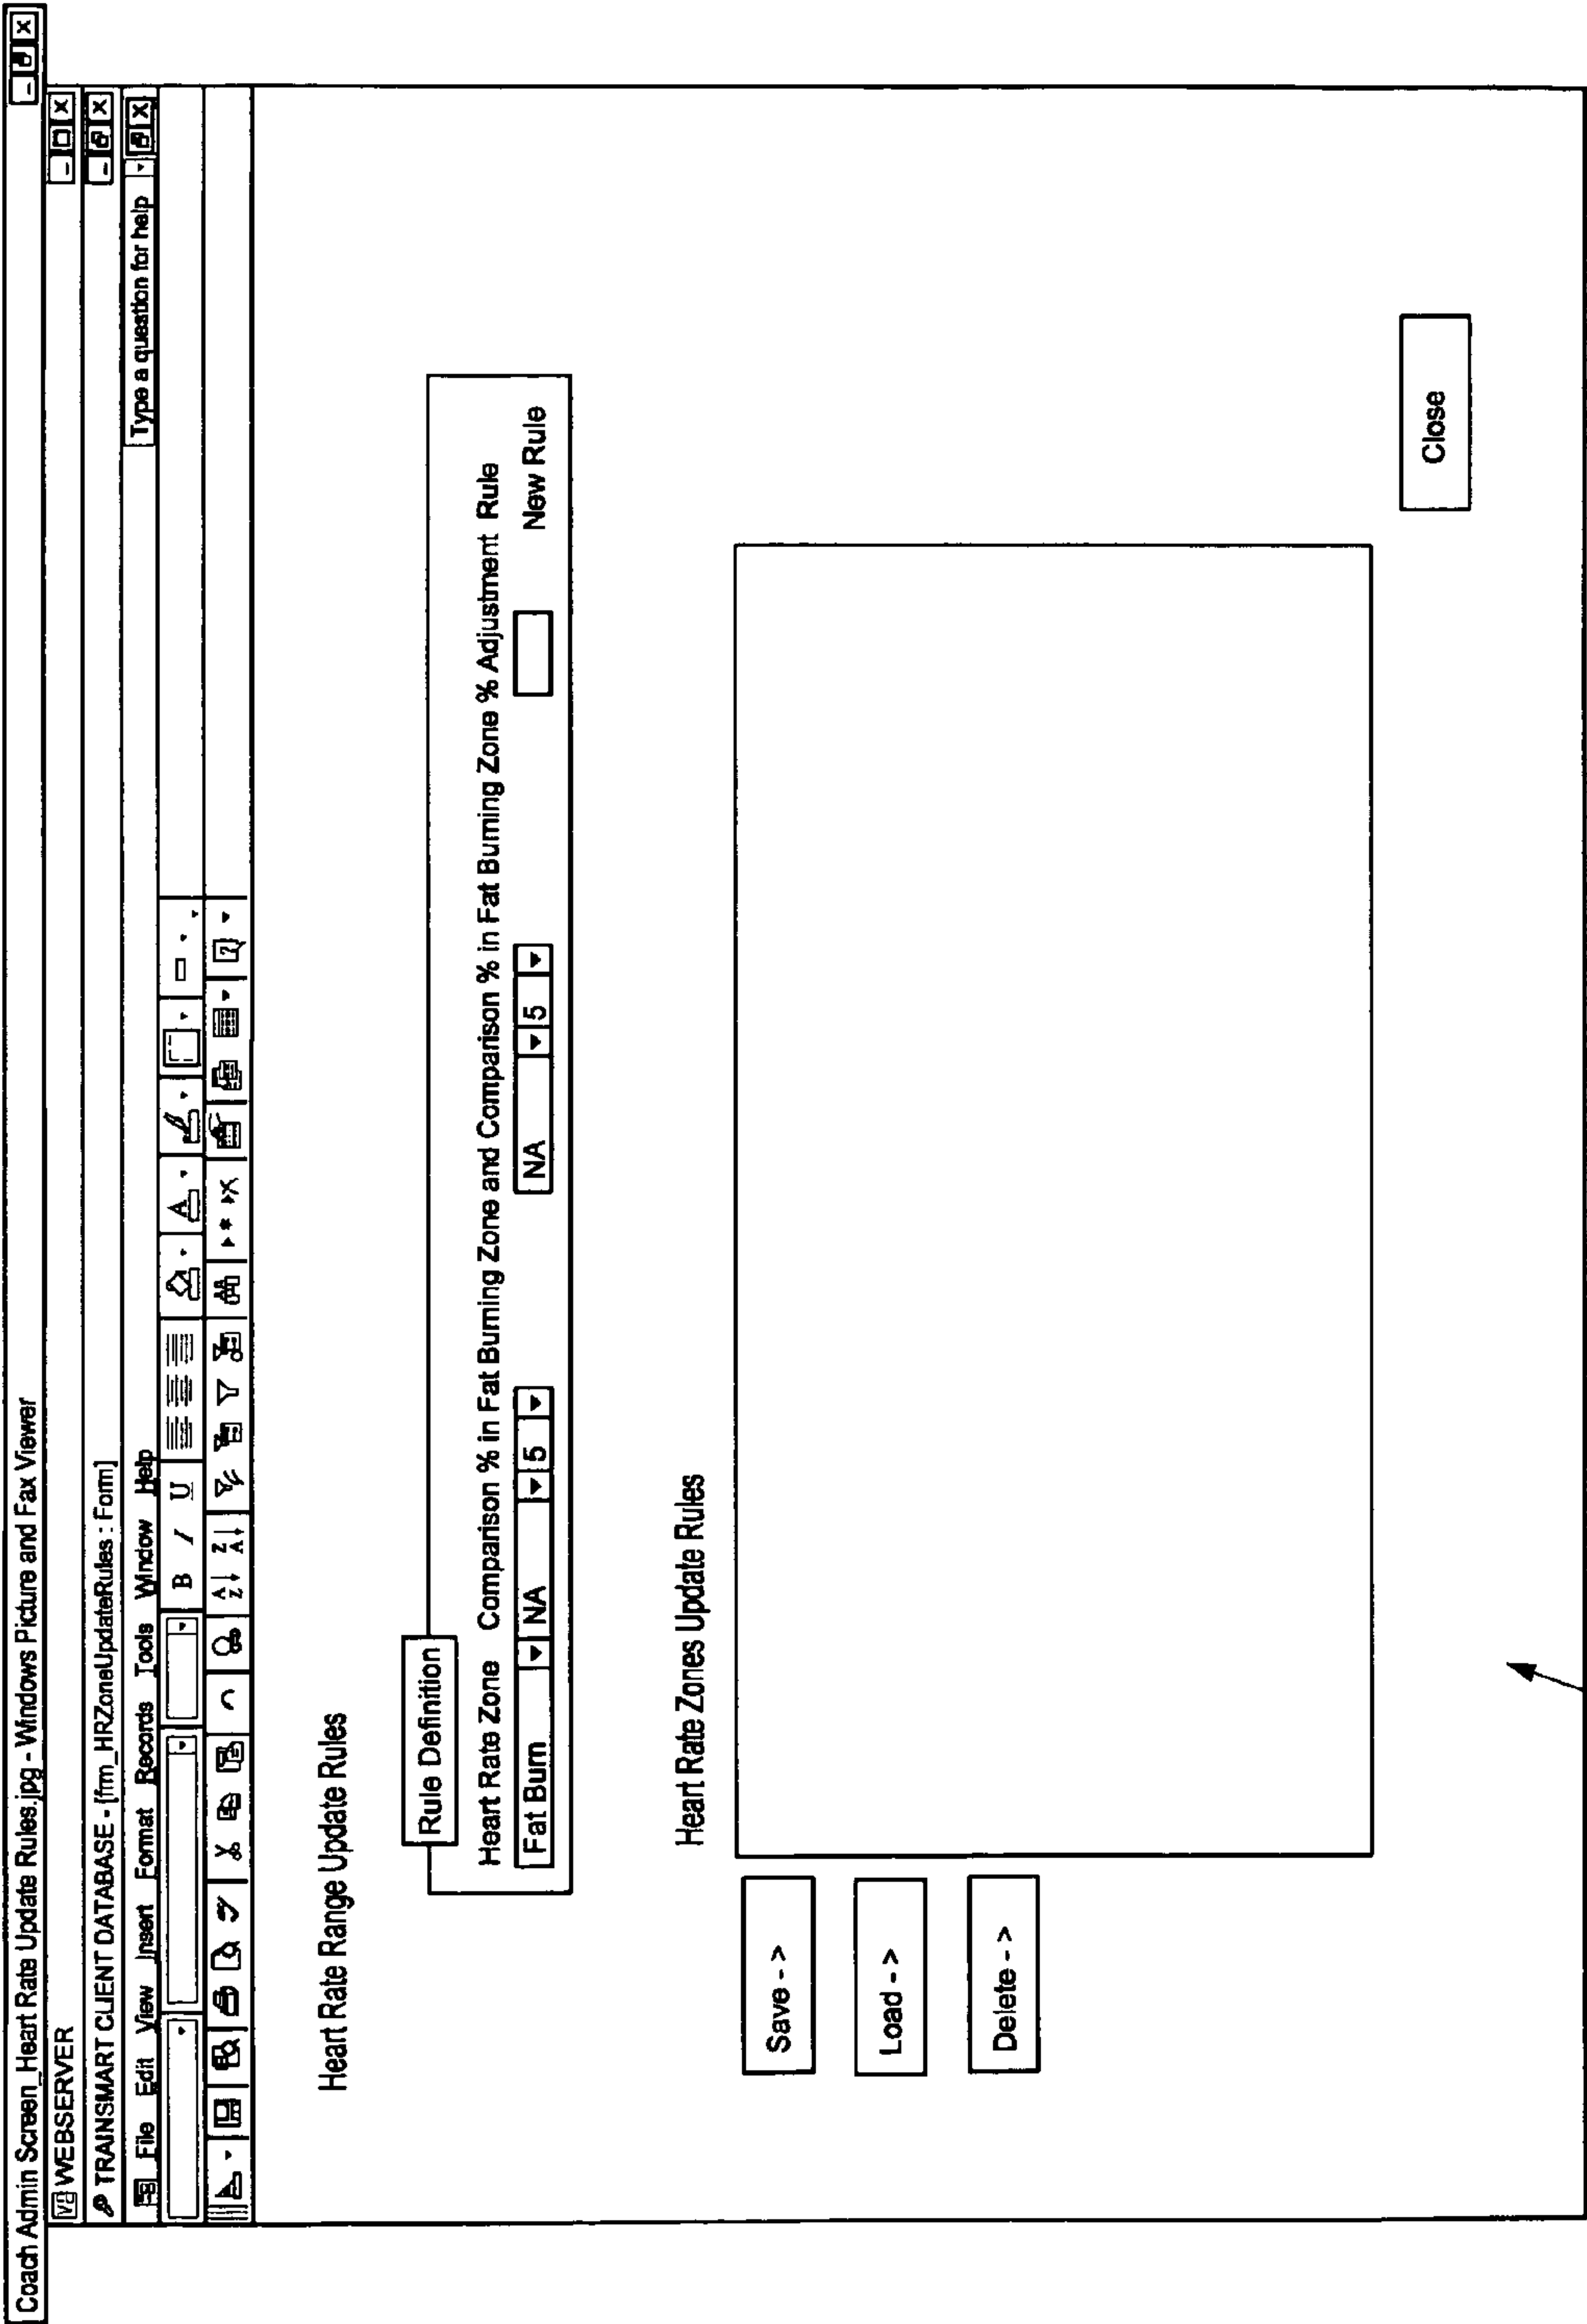 Coach Admin Screen_Heart Rate Update Rules.jpg - Windows Picture and Fax Viewer
WEBSERVER
TRAINSMART CLIENT DATABASE - [frm_HRZoneUpdateRules : Form]
File Edit View Insert Format Records Tools Window Help Type a question for help
B I U A
Heart Rate Range Update Rules
Rule Definition
Heart Rate Zone Comparison % in Fat Burning Zone and Comparison % in Fat Burning Zone % Adjustment Rule
Fat Burn NA 5 NA 5 New Rule
Heart Rate Zones Update Rules
Save - >
Load - >
Delete - >
Close